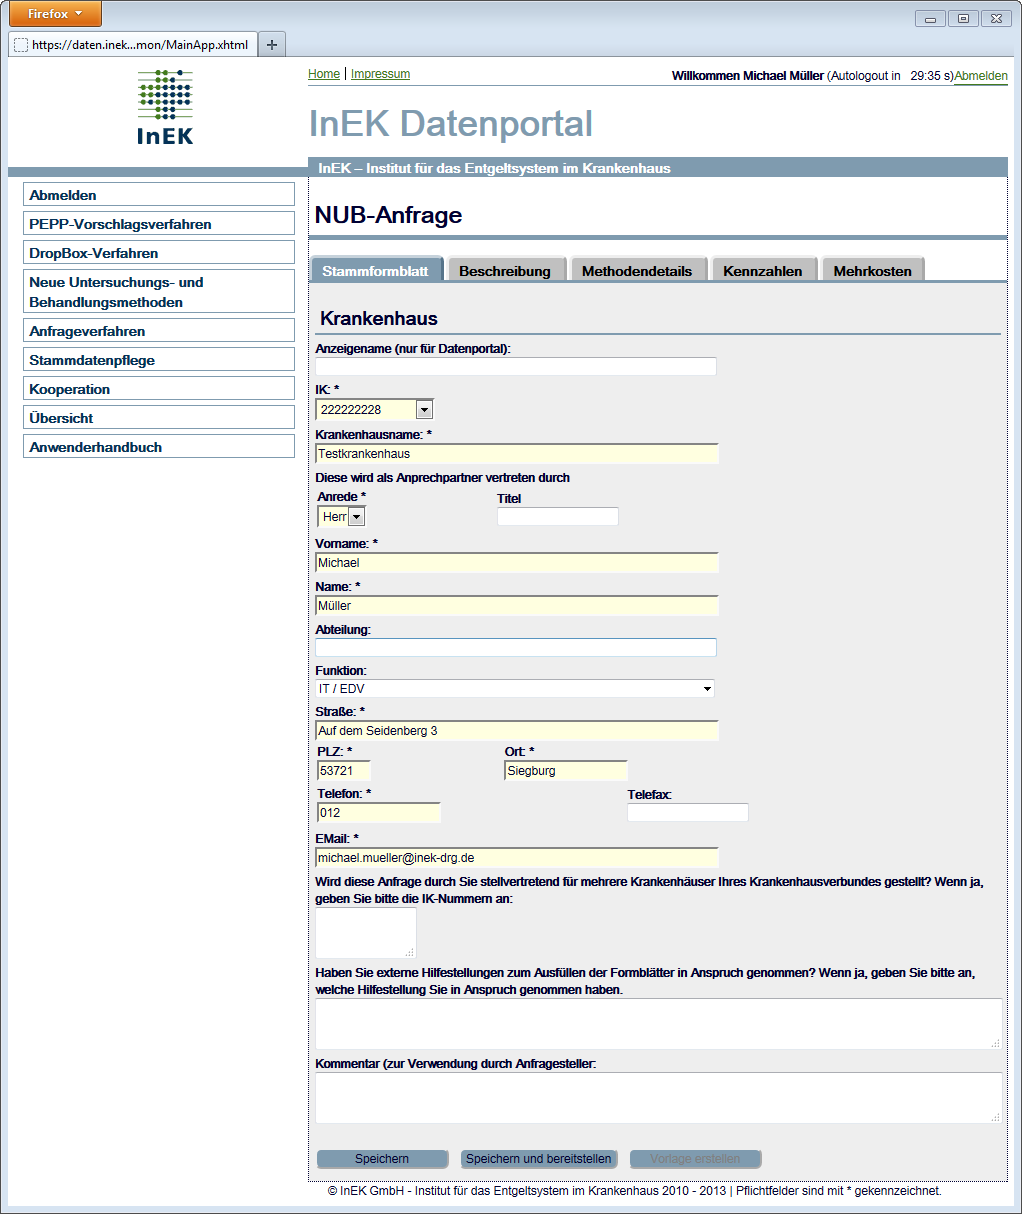 Firefox
https://daten.inek...mon/MainApp.xhtml
+
InEK
Home | Impressum
Willkommen Michael Müller (Autologout in 29:35 s) Abmelden
InEK Datenportal
InEK – Institut für das Entgeltsystem im Krankenhaus
Abmelden
PEPP-Vorschlagsverfahren
DropBox-Verfahren
Neue Untersuchungs- und
Behandlungsmethoden
Anfrageverfahren
Stammdatenpflege
Kooperation
Übersicht
Anwenderhandbuch
NUB-Anfrage
Stammformblatt Beschreibung Methodendetails Kennzahlen Mehrkosten
Krankenhaus
Anzeigename (nur für Datenportal):
IK: *
222222228
Krankenhausname: *
Testkrankenhaus
Diese wird als Anprechpartner vertreten durch
Anrede * Titel
Herr
Vorname: *
Michael
Name: *
Müller
Abteilung:
Funktion:
IT / EDV
Straße: *
Auf dem Seidenberg 3
PLZ: * Ort: *
53721 Siegburg
Telefon: * Telefax:
012
EMail: *
michael.mueller@inek-drg.de
Wird diese Anfrage durch Sie stellvertretend für mehrere Krankenhäuser Ihres Krankenhausverbundes gestellt? Wenn ja,
geben Sie bitte die IK-Nummern an:
Haben Sie externe Hilfestellungen zum Ausfüllen der Formblätter in Anspruch genommen? Wenn ja, geben Sie bitte an,
welche Hilfestellung Sie in Anspruch genommen haben.
Kommentar (zur Verwendung durch Anfragesteller:
Speichern Speichern und bereitstellen Vorlage erstellen
© InEK GmbH - Institut für das Entgeltsystem im Krankenhaus 2010 - 2013 | Pflichtfelder sind mit * gekennzeichnet.